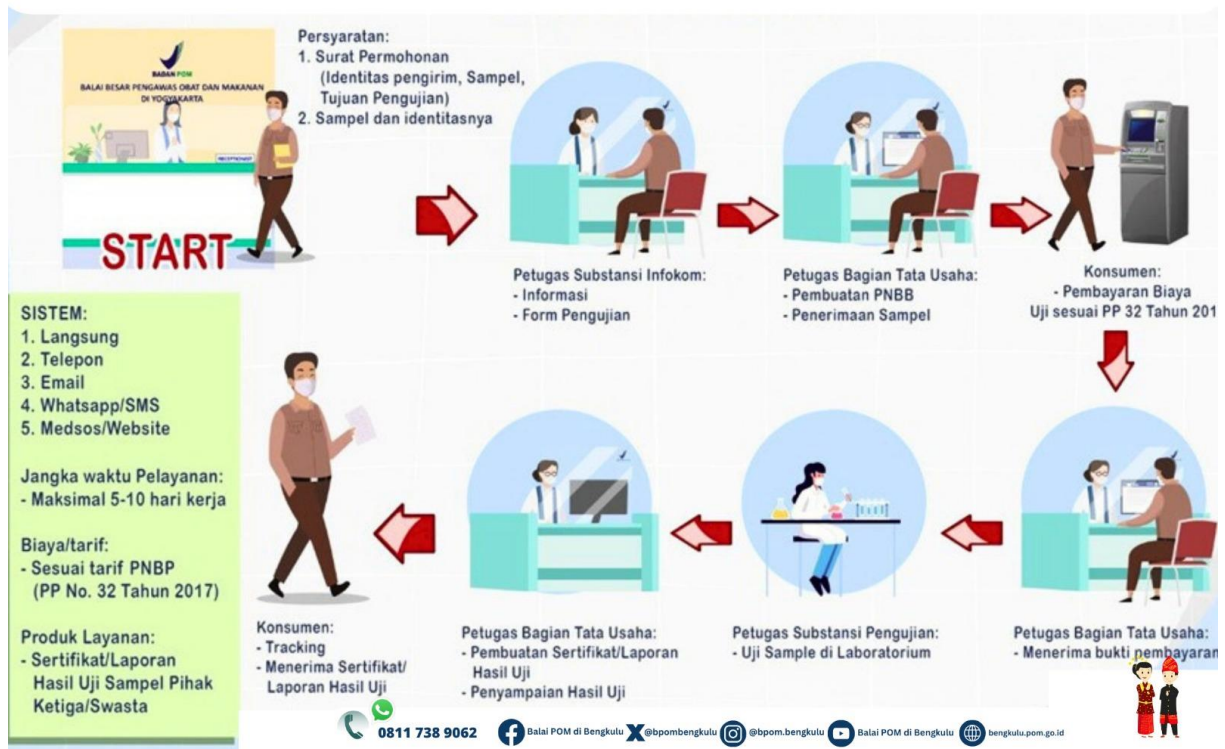 BADAN POM
BALAI BESAR PENGAWAS OBAT DAN MAKANAN
DI YOGYAKARTA
RECEPTIONIST
START
Persyaratan:
1. Surat Permohonan
(Identitas pengirim, Sampel,
Tujuan Pengujian)
2. Sampel dan identitasnya
Petugas Substansi Infokom:
- Informasi
- Form Pengujian
Petugas Bagian Tata Usaha:
- Pembuatan PNBB
- Penerimaan Sampel
Konsumen:
- Pembayaran Biaya
Uji sesuai PP 32 Tahun 201
Petugas Bagian Tata Usaha:
- Menerima bukti pembayaran
Petugas Substansi Pengujian:
- Uji Sample di Laboratorium
Petugas Bagian Tata Usaha:
- Pembuatan Sertifikat/Laporan
Hasil Uji
- Penyampaian Hasil Uji
Konsumen:
- Tracking
- Menerima Sertifikat/
Laporan Hasil Uji
SISTEM:
1. Langsung
2. Telepon
3. Email
4. Whatsapp/SMS
5. Medsos/Website
Jangka waktu Pelayanan:
- Maksimal 5-10 hari kerja
Biaya/tarif:
- Sesuai tarif PNBP
(PP No. 32 Tahun 2017)
Produk Layanan:
- Sertifikat/Laporan
Hasil Uji Sampel Pihak
Ketiga/Swasta
0811 738 9062
Balai POM di Bengkulu
@bpombengkulu
@bpom.bengkulu
Balai POM di Bengkulu
bengkulu.pom.go.id